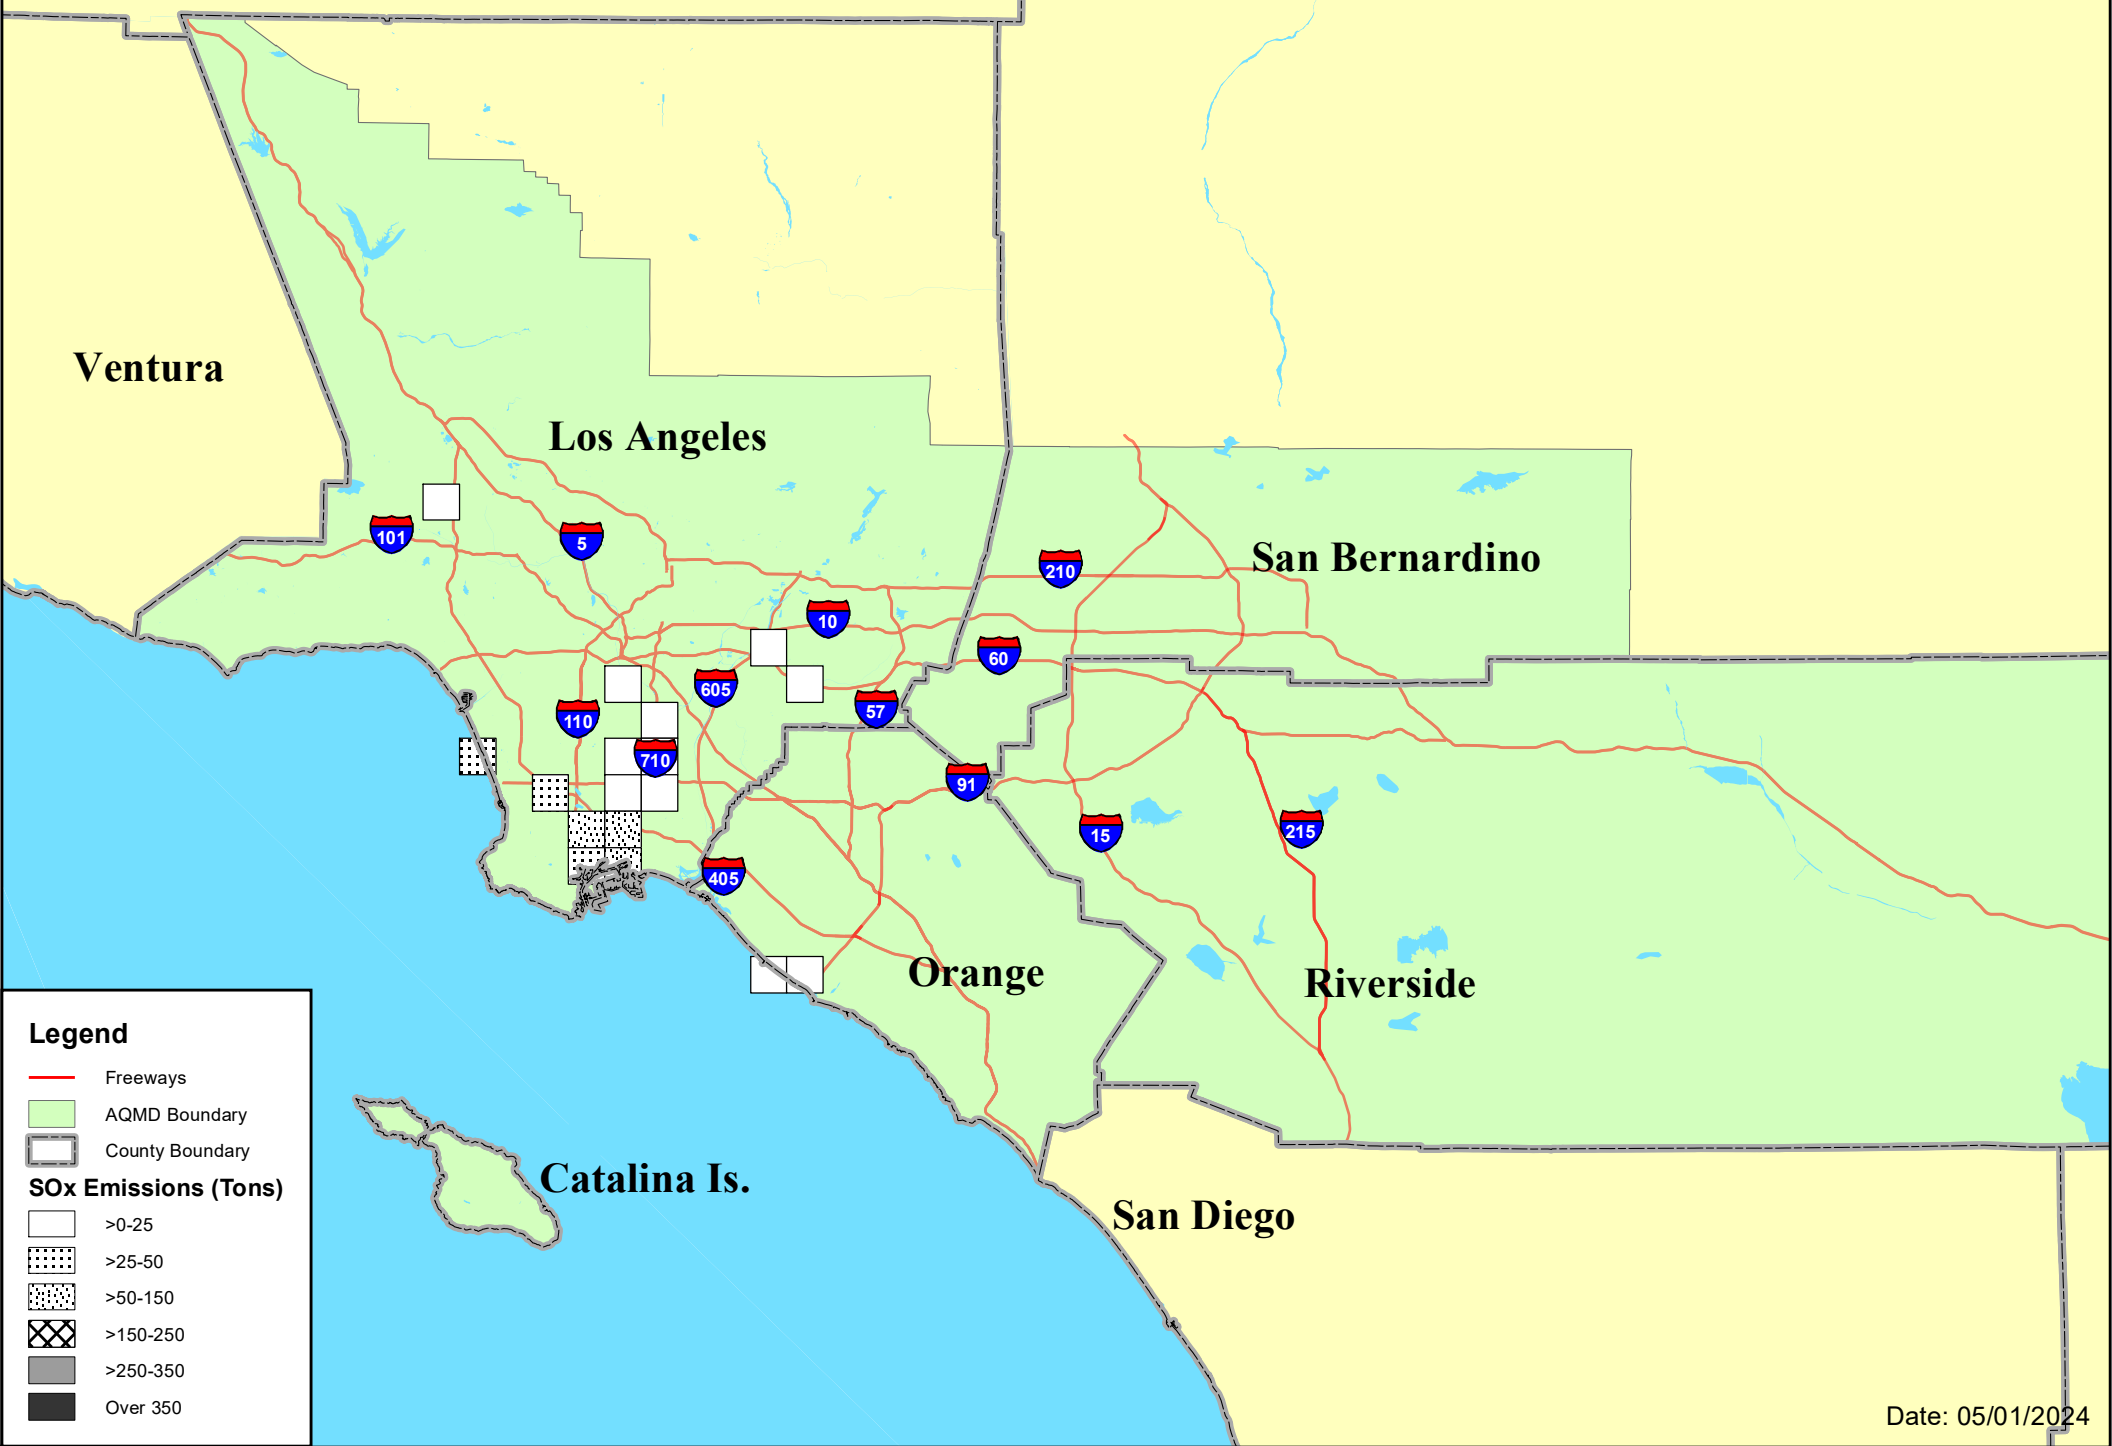 Ventura
Los Angeles
101
5
210
San Bernardino
10
60
605
57
110
710
91
15
215
405
Orange
Riverside
Legend
Freeways
AQMD Boundary
County Boundary
SOx Emissions (Tons)
>0-25
>25-50
>50-150
>150-250
>250-350
Over 350
Catalina Is.
San Diego
Date: 05/01/2024